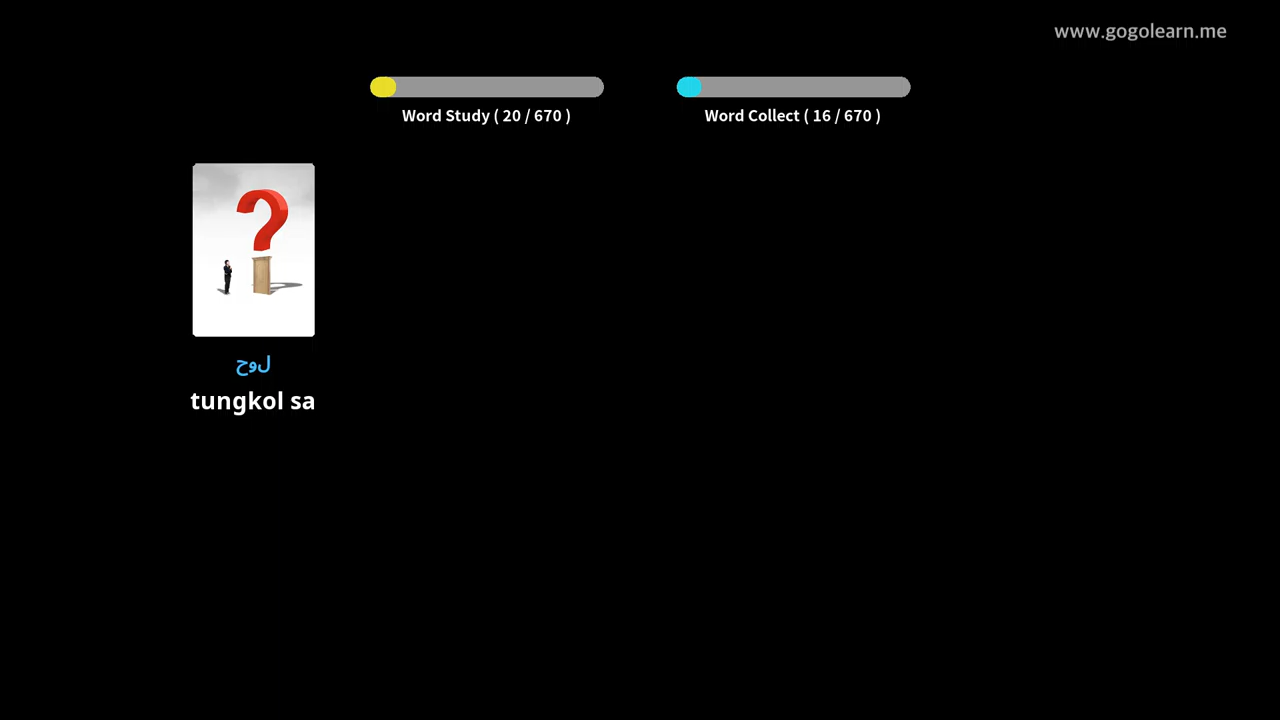 www.gogolearn.me
Word Study ( 20 / 670 )
Word Collect ( 16 / 670 )
لوح
tungkol sa